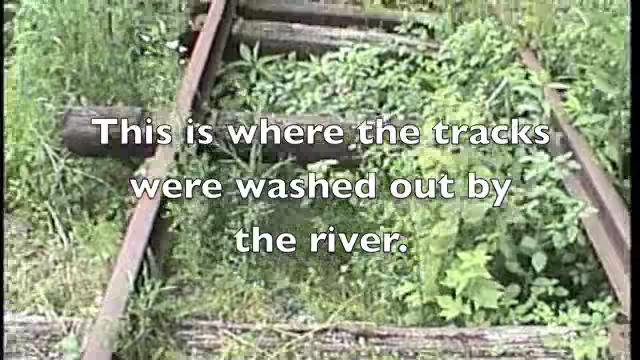 This is where the tracks
were washed out by
the river.